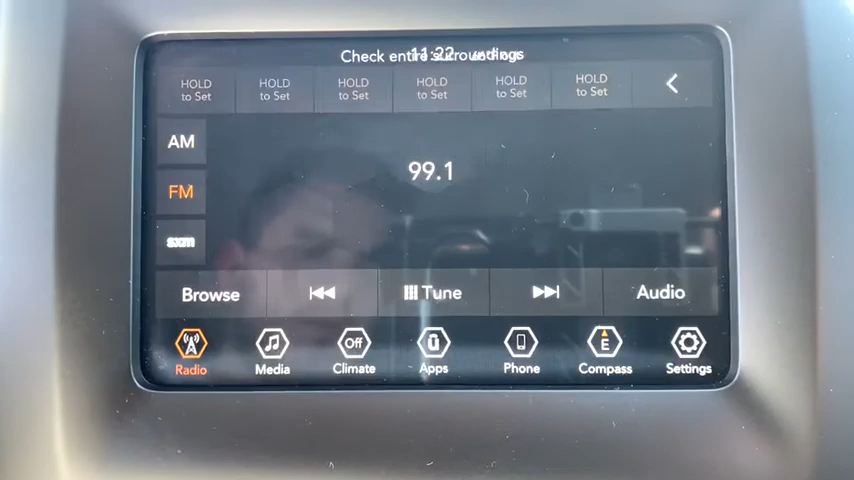 Check entire surroundings
11:22
HOLD to Set HOLD to Set HOLD to Set HOLD to Set HOLD to Set HOLD to Set
AM
99.1
FM
sxm
Browse Tune Audio
Off E
Radio Media Climate Apps Phone Compass Settings